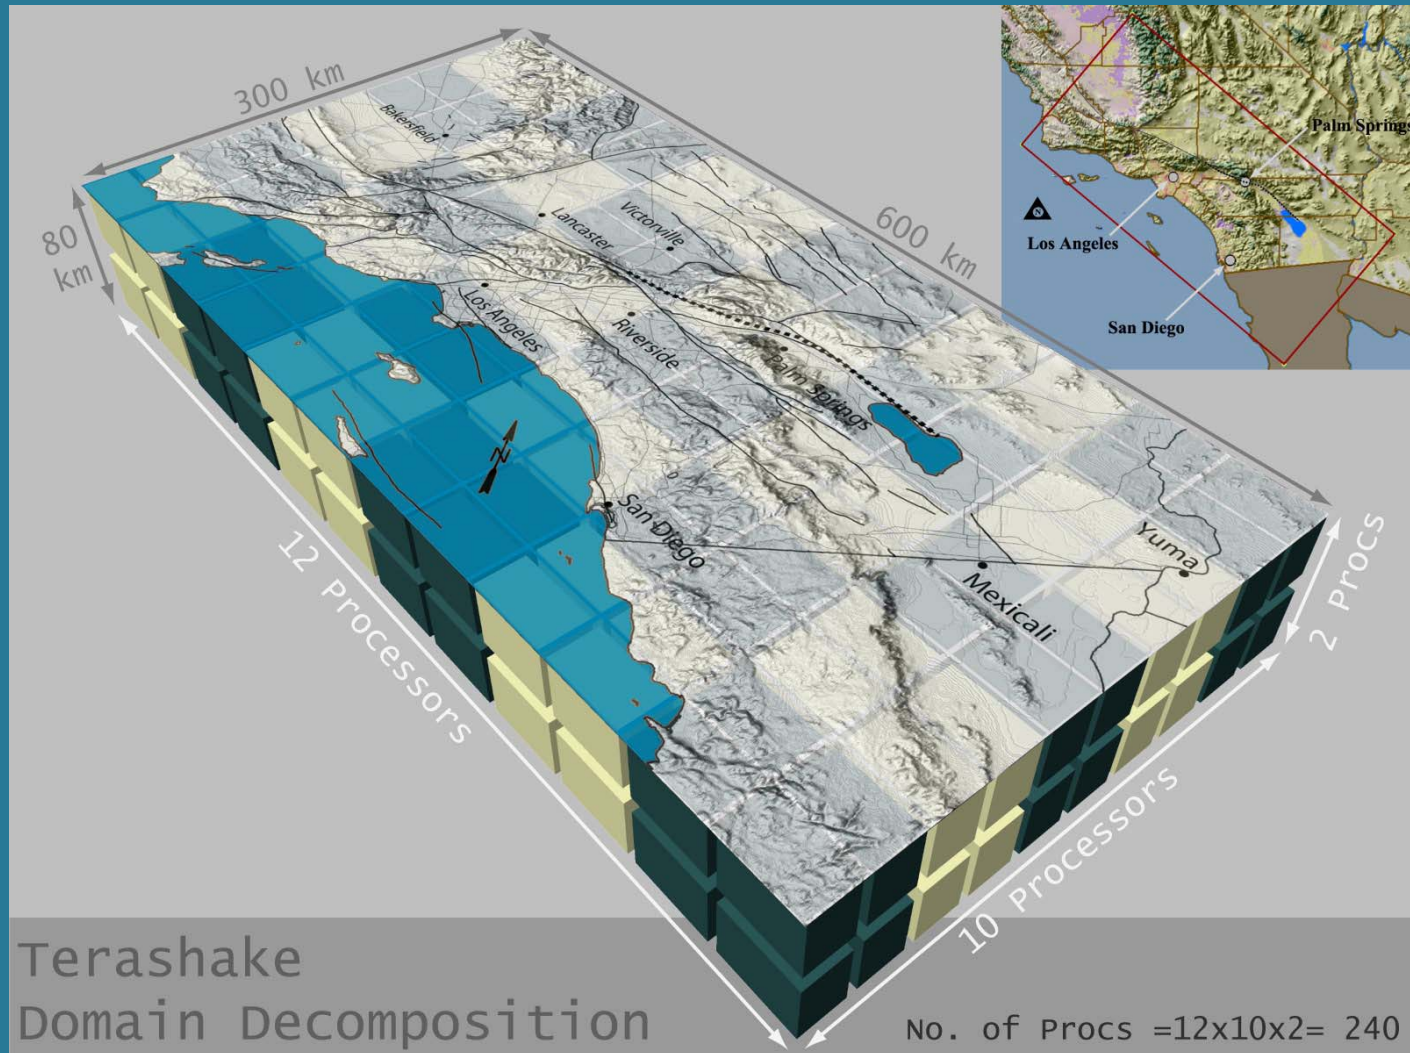 300 km
600 km
80
km
Bakersfield
Lancaster
Victorville
Los Angeles
Riverside
Palm Springs
San Diego
Mexicali
Yuma
N
12 Processors
10 Processors
2 Procs
Palm Springs
N
Los Angeles
San Diego
Terashake
Domain Decomposition
No. of Procs =12x10x2= 240